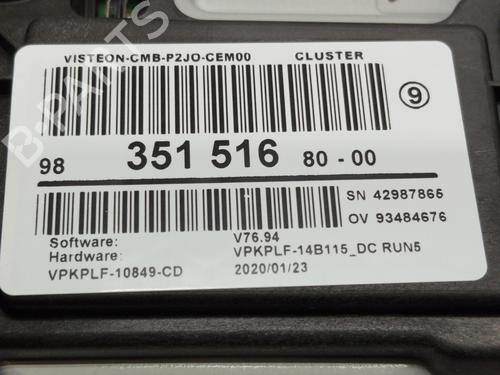 VISTEON-CMB-P2JO-CEM00 CLUSTER
9
98 351 516 80-00
SN 42987865
OV 93484676
Software: V76.94
Hardware: VPKPLF-14B115_DC RUN5
VPKPLF-10849-CD 2020/01/23
B-PARTS